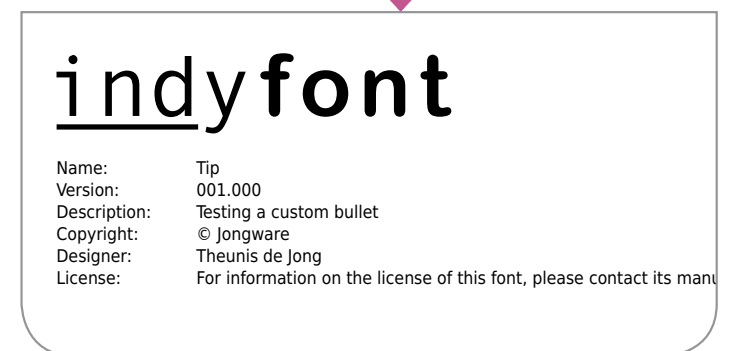 indyfont
Name: Tip
Version: 001.000
Description: Testing a custom bullet
Copyright: © Jongware
Designer: Theunis de Jong
License: For information on the license of this font, please contact its